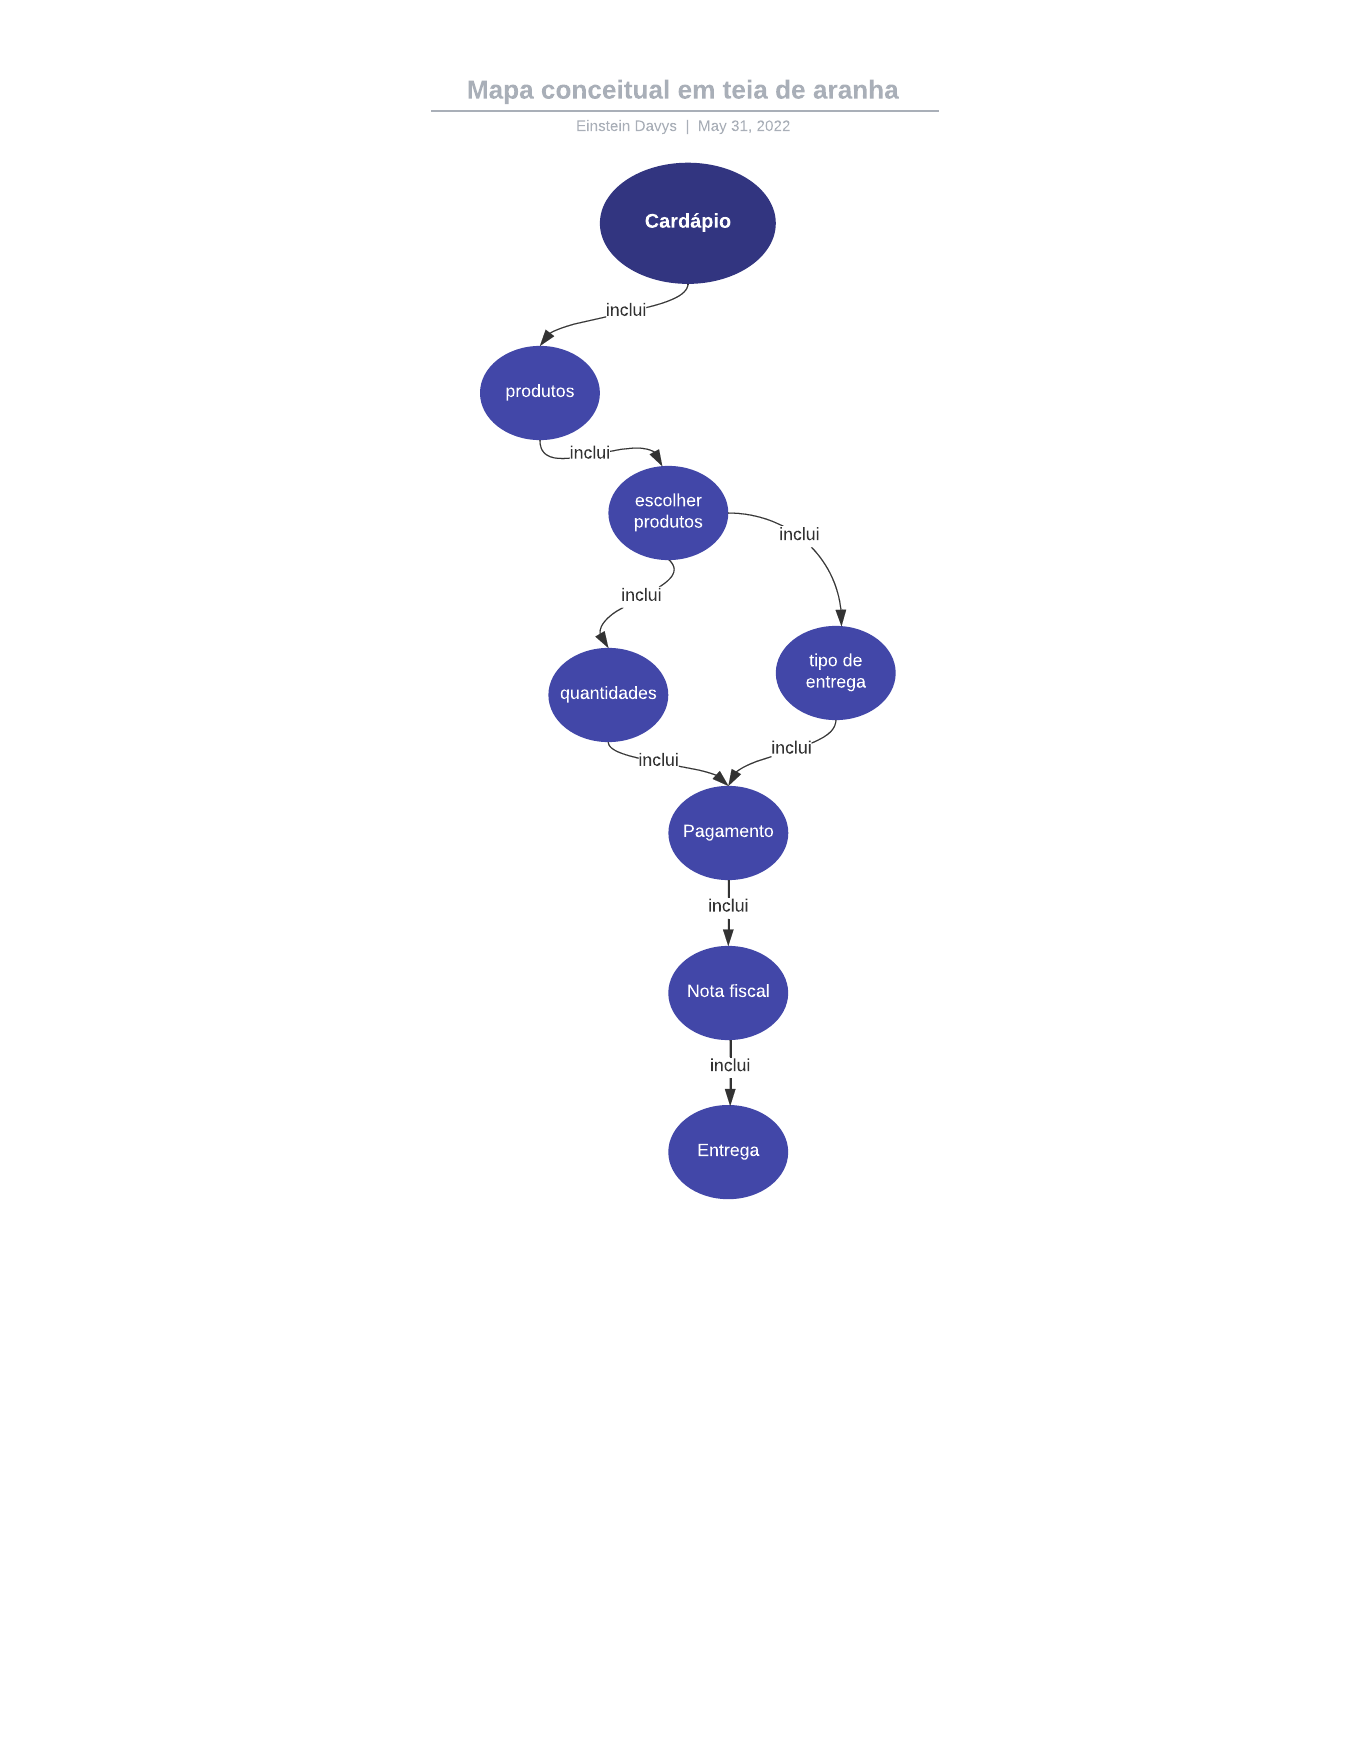 Mapa conceitual em teia de aranha
Einstein Davys | May 31, 2022
Cardápio
inclui
produtos
inclui
escolher
produtos
inclui
inclui
tipo de
entrega
quantidades
inclui
inclui
Pagamento
inclui
Nota fiscal
inclui
Entrega